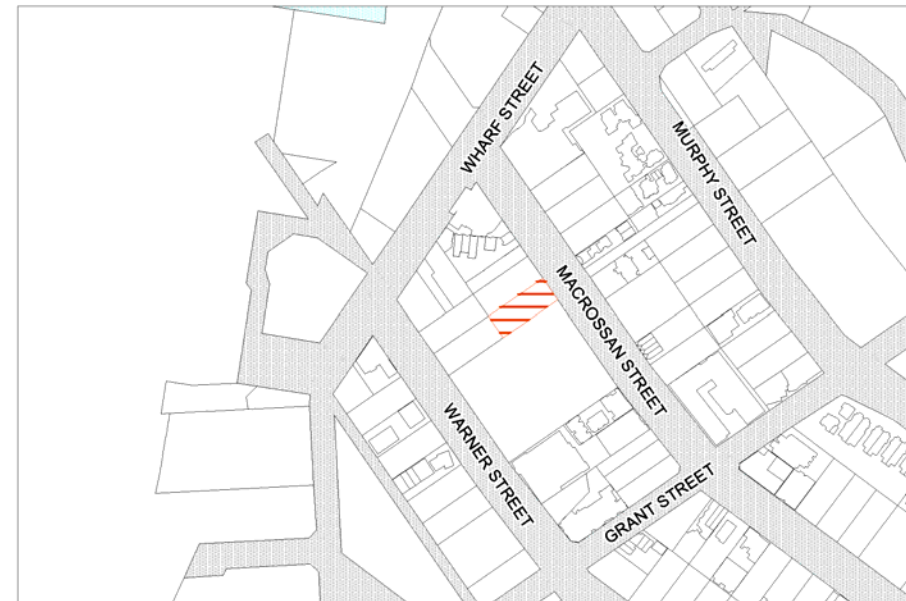 WHARF STREET
MURPHY STREET
MACROSSAN STREET
WARNER STREET
GRANT STREET